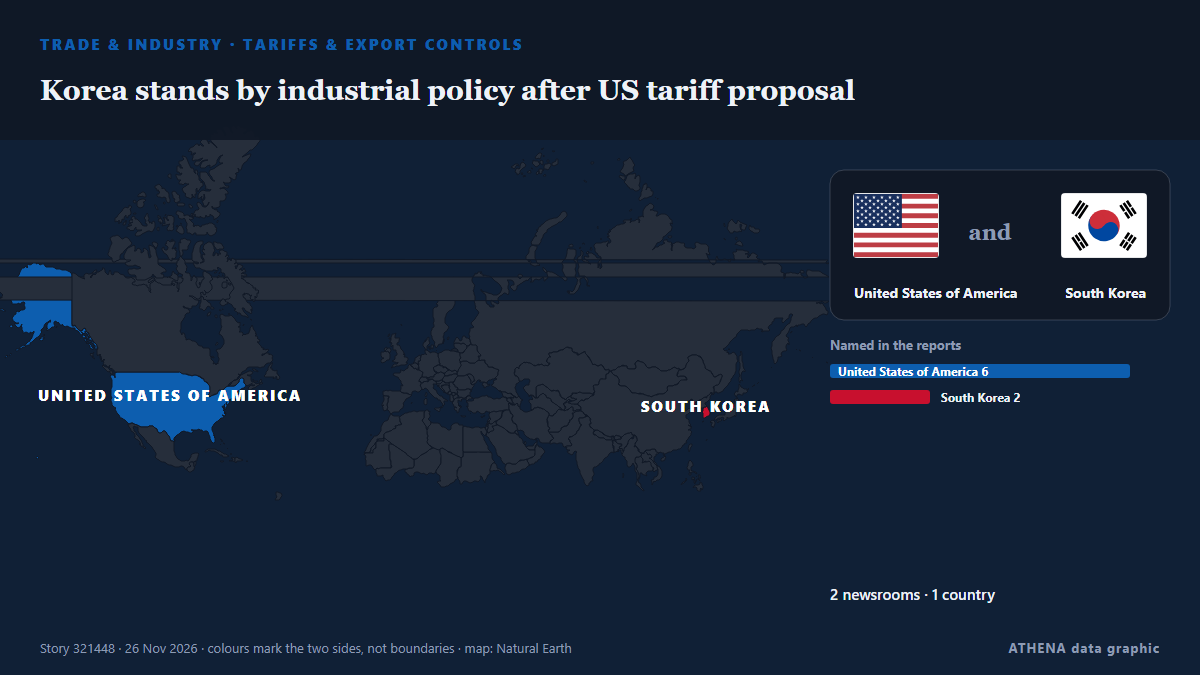 TRADE & INDUSTRY · TARIFFS & EXPORT CONTROLS
Korea stands by industrial policy after US tariff proposal
and
United States of America
South Korea
Named in the reports
United States of America 6
South Korea 2
UNITED STATES OF AMERICA
SOUTH KOREA
2 newsrooms · 1 country
Story 321448 · 26 Nov 2026 · colours mark the two sides, not boundaries · map: Natural Earth
ATHENA data graphic